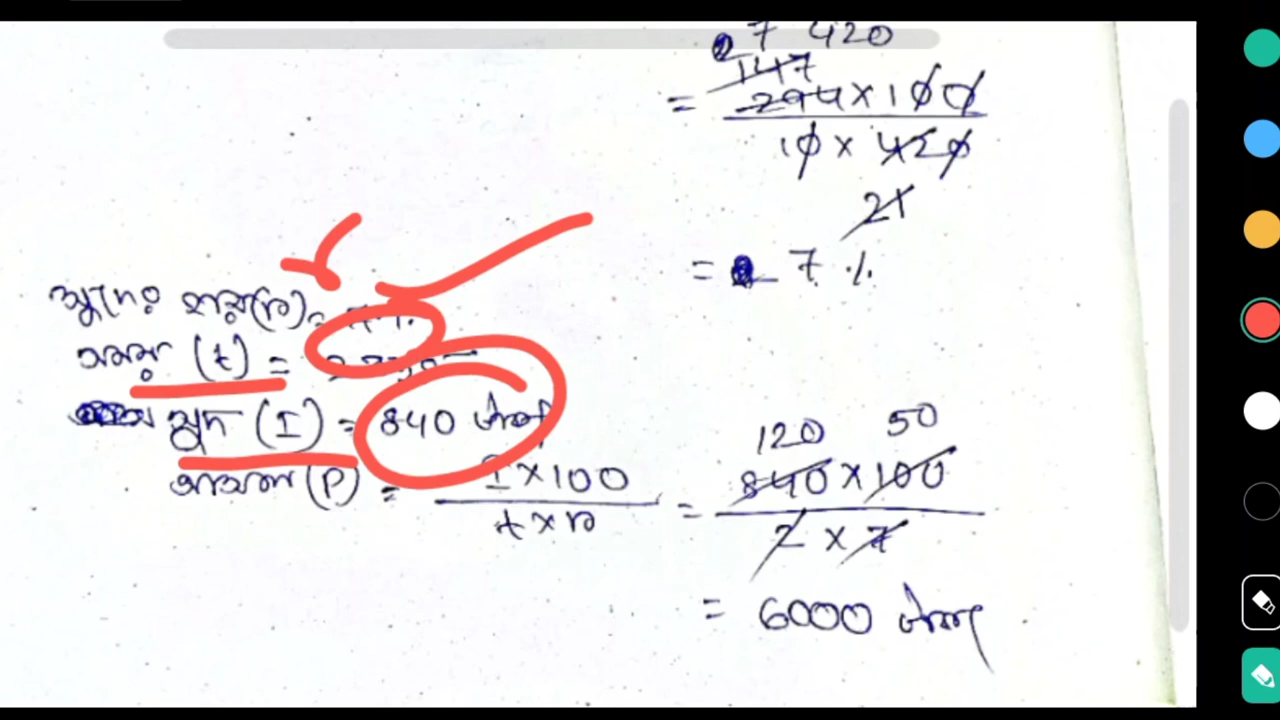 7 420
147
= 294 x 100
10 x 420
21
= 7 %
সুদের হার(r) =
সময় (t) = 2
সুদ (I) = 840 টাকা
120 50
আসল (P) = I x 100 = 840 x 100
t x r 2 x 7
= 6000 টাকা